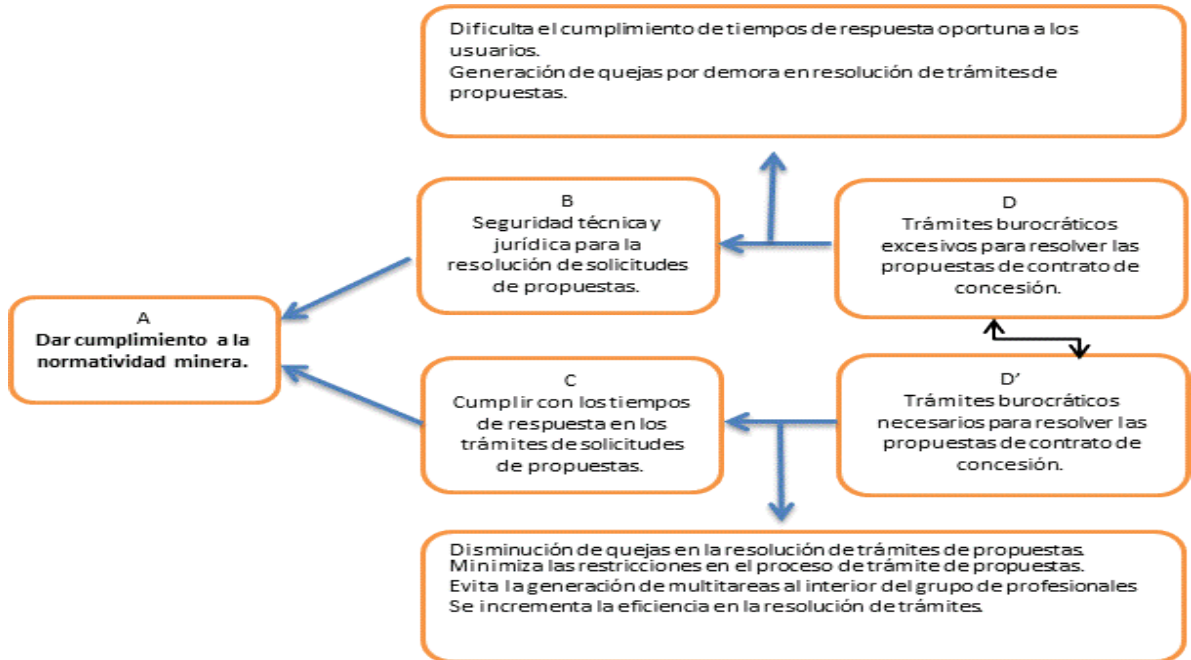 Dificulta el cumplimiento de tiempos de respuesta oportuna a los
usuarios.
Generación de quejas por demora en resolución de trámites de
propuestas.
B
Seguridad técnica y
jurídica para la
resolución de solicitudes
de propuestas.
D
Trámites burocráticos
excesivos para resolver las
propuestas de contrato de
concesión.
A
Dar cumplimiento a la
normatividad minera.
C
Cumplir con los tiempos
de respuesta en los
trámites de solicitudes
de propuestas.
D’
Trámites burocráticos
necesarios para resolver las
propuestas de contrato de
concesión.
Disminución de quejas en la resolución de trámites de propuestas.
Minimiza las restricciones en el proceso de trámite de propuestas.
Evita la generación de multitareas al interior del grupo de profesionales
Se incrementa la eficiencia en la resolución de trámites.